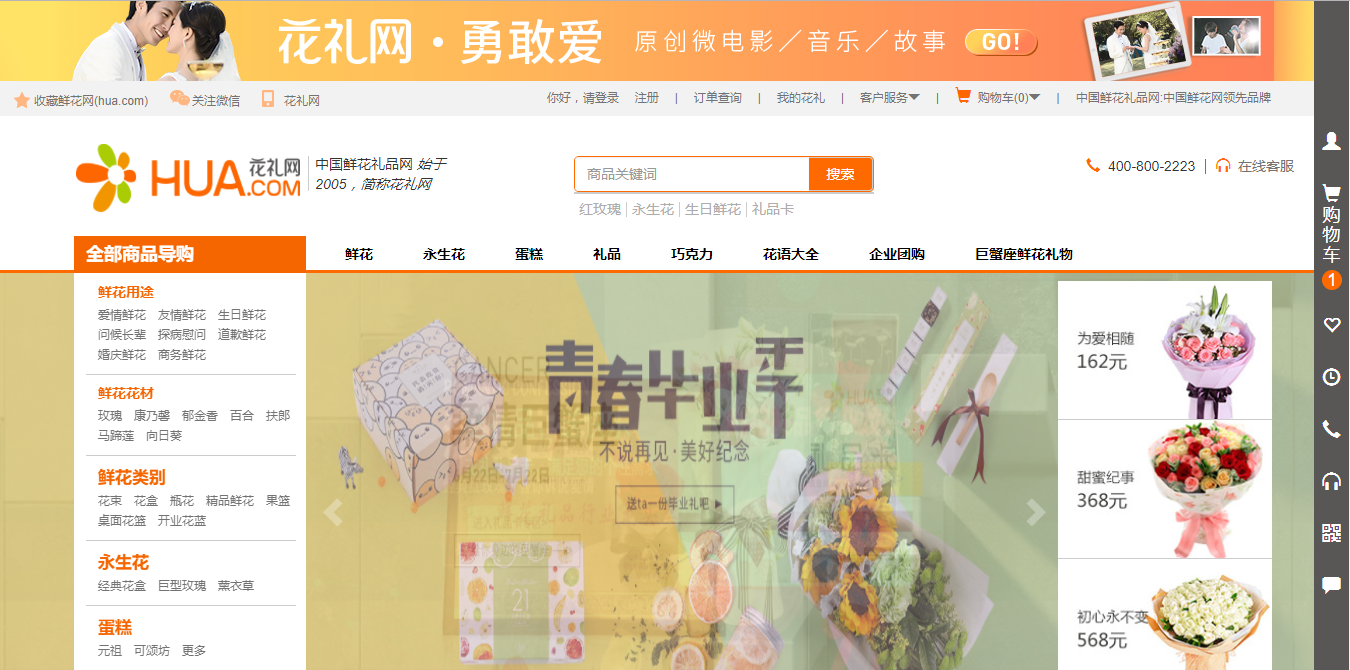 花礼网·勇敢爱
原创微电影／音乐／故事
GO!
收藏鲜花网(hua.com) 关注微信 花礼网
你好，请登录 注册 | 订单查询 | 我的花礼 | 客户服务 | 购物车(0) | 中国鲜花礼品网:中国鲜花网领先品牌
HUA.COM 花礼网
中国鲜花礼品网 始于
2005，简称花礼网
商品关键词 搜索
红玫瑰 | 永生花 | 生日鲜花 | 礼品卡
400-800-2223 | 在线客服
全部商品导购 鲜花 永生花 蛋糕 礼品 巧克力 花语大全 企业团购 巨蟹座鲜花礼物
鲜花用途
爱情鲜花 友情鲜花 生日鲜花
问候长辈 探病慰问 道歉鲜花
婚庆鲜花 商务鲜花
鲜花花材
玫瑰 康乃馨 郁金香 百合 扶郎
马蹄莲 向日葵
鲜花类别
花束 花盒 瓶花 精品鲜花 果篮
桌面花篮 开业花篮
永生花
经典花盒 巨型玫瑰 薰衣草
蛋糕
元祖 可颂坊 更多
青春毕业季
不说再见·美好纪念
送ta一份毕业礼吧
CANCER
情巨蟹
6月22日-7月22日
21
为爱相随
162元
甜蜜纪事
368元
初心永不变
568元
购物车
1